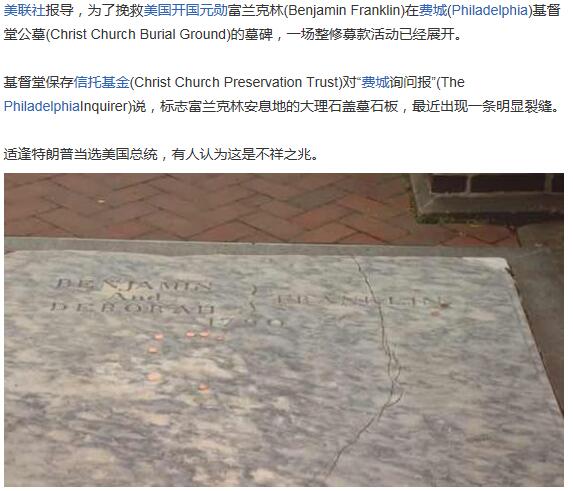 美联社报导，为了挽救美国开国元勋富兰克林(Benjamin Franklin)在费城(Philadelphia)基督
堂公墓(Christ Church Burial Ground)的墓碑，一场整修募款活动已经展开。
基督堂保存信托基金(Christ Church Preservation Trust)对“费城询问报”(The
PhiladelphiaInquirer)说，标志富兰克林安息地的大理石盖墓石板，最近出现一条明显裂缝。
适逢特朗普当选美国总统，有人认为这是不祥之兆。
BENJAMIN
And
DEBORAH
FRANKLIN
1790